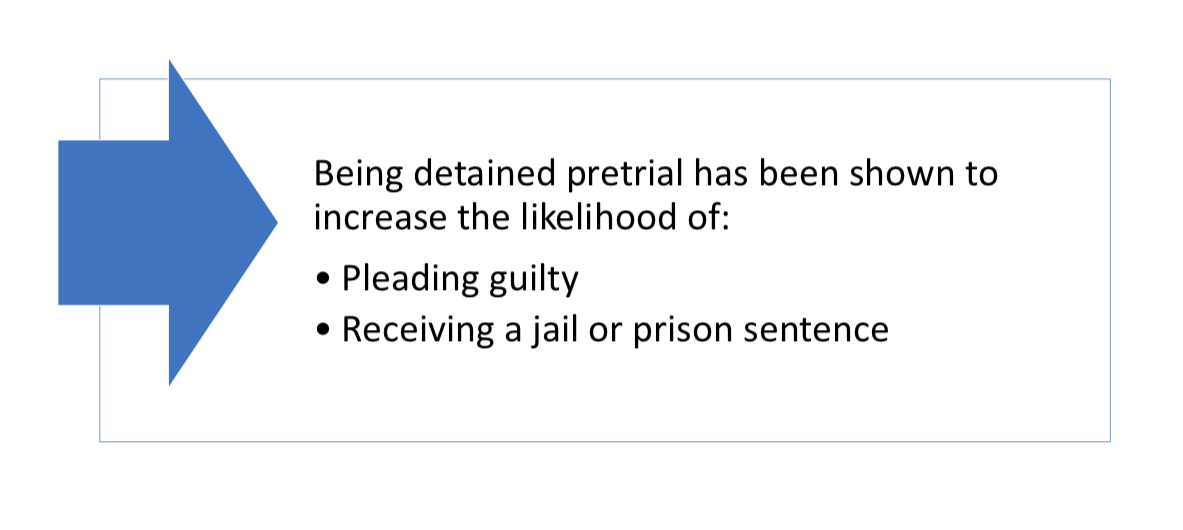 Being detained pretrial has been shown to
increase the likelihood of:
• Pleading guilty
• Receiving a jail or prison sentence